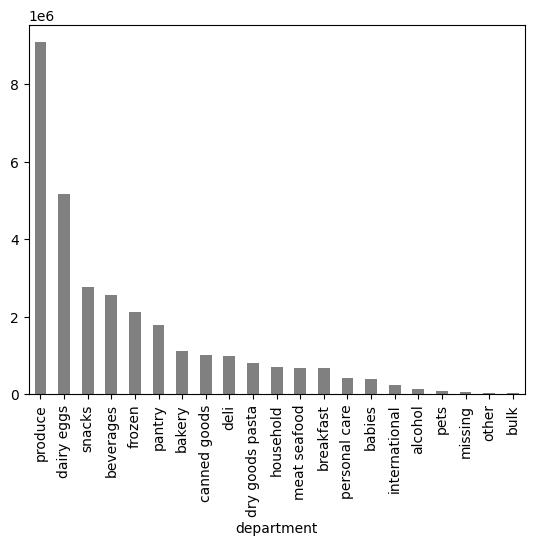 1e6
8
6
4
2
0
produce
dairy eggs
snacks
beverages
frozen
pantry
bakery
canned goods
deli
dry goods pasta
household
meat seafood
breakfast
personal care
babies
international
alcohol
pets
missing
other
bulk
department